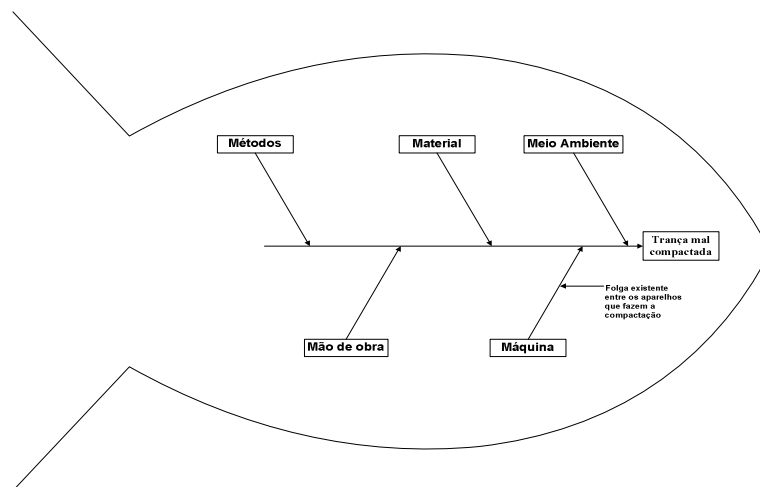 Métodos
Material
Meio Ambiente
Trança mal
compactada
Folga existente
entre os aparelhos
que fazem a
compactação
Mão de obra
Máquina